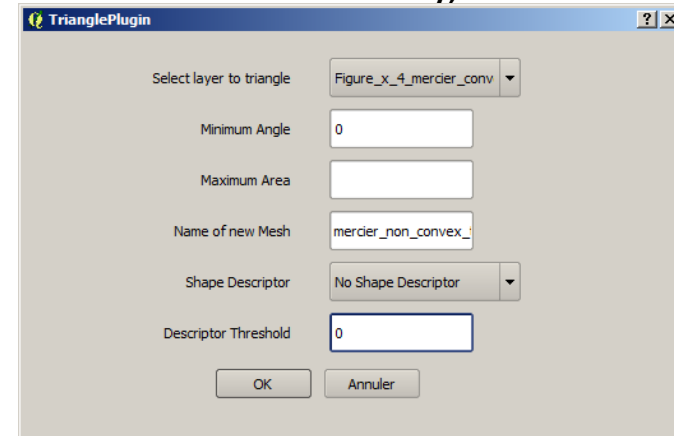 TrianglePlugin
Select layer to triangle Figure_x_4_mercier_conv
Minimum Angle 0
Maximum Area
Name of new Mesh mercier_non_convex_
Shape Descriptor No Shape Descriptor
Descriptor Threshold 0
OK Annuler